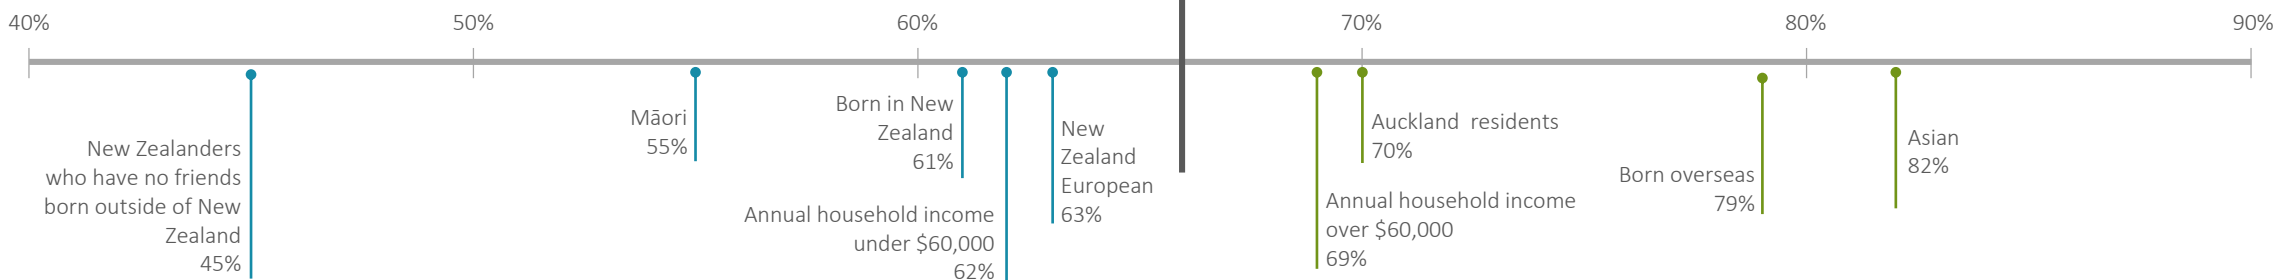 40%
50%
60%
70%
80%
90%
New Zealanders
who have no friends
born outside of New
Zealand
45%
Māori
55%
Born in New
Zealand
61%
Annual household income
under $60,000
62%
New
Zealand
European
63%
Annual household income
over $60,000
69%
Auckland residents
70%
Born overseas
79%
Asian
82%